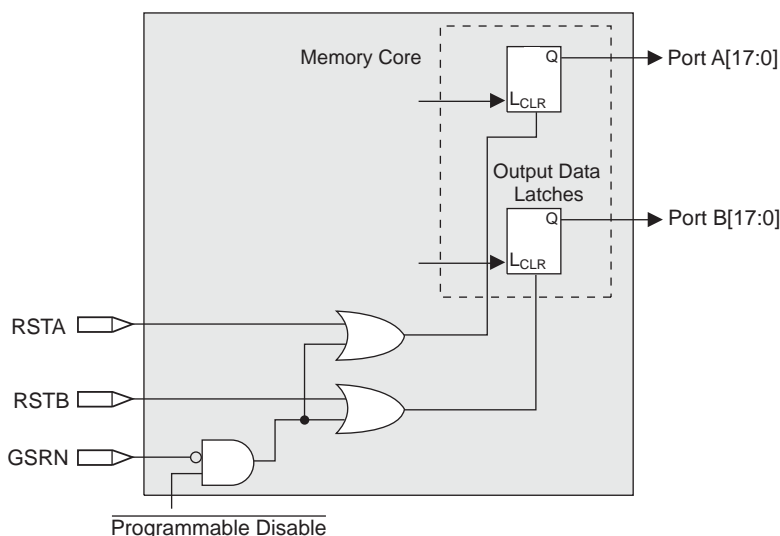 Memory Core
Q
Port A[17:0]
LCLR
Output Data
Latches
Q
Port B[17:0]
LCLR
RSTA
RSTB
GSRN
Programmable Disable